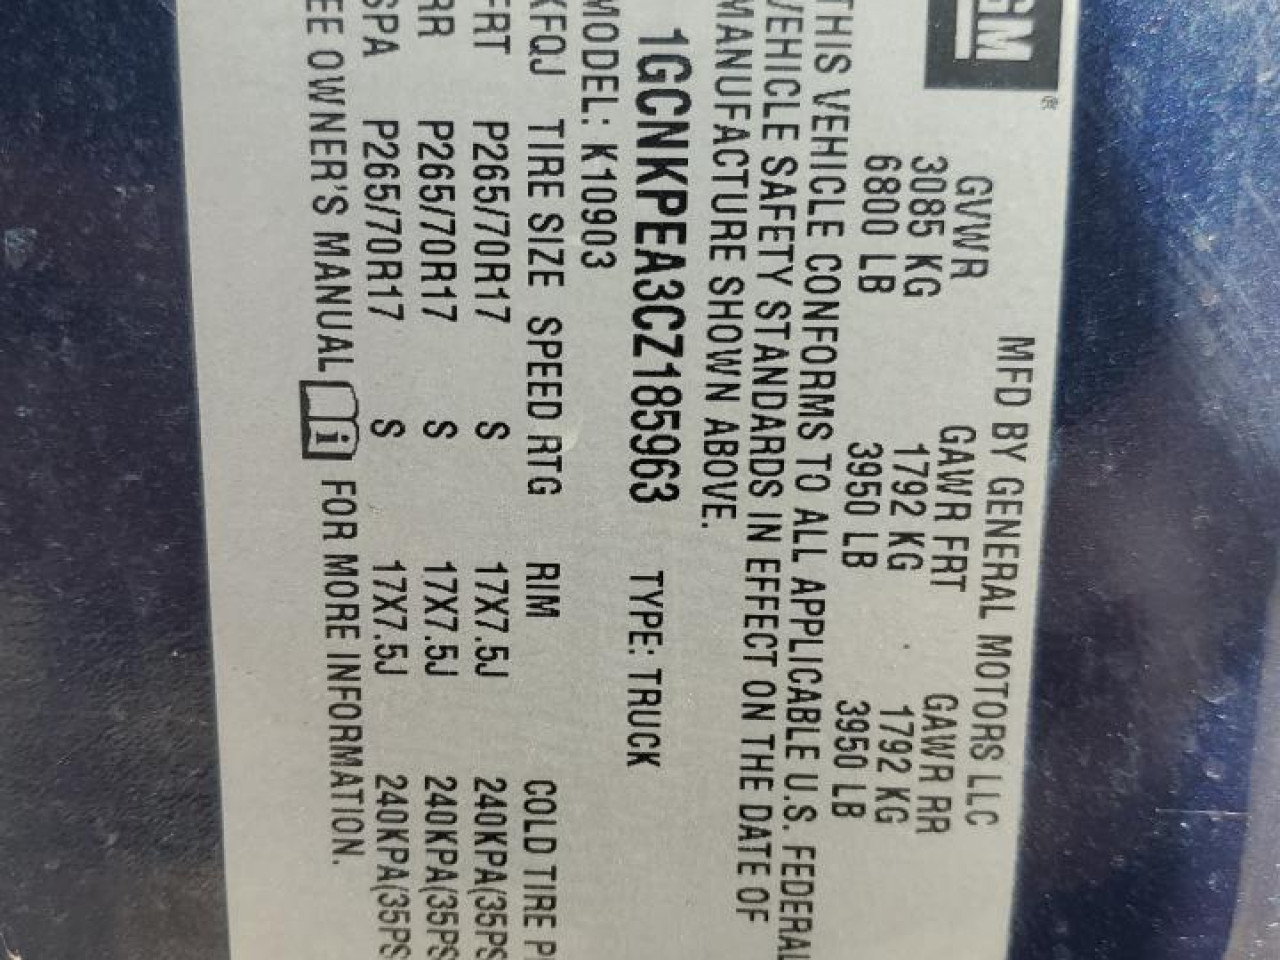 GM
MFD BY GENERAL MOTORS LLC
GVWR GAWR FRT GAWR RR
3085 KG 1792 KG 1792 KG
6800 LB 3950 LB 3950 LB
THIS VEHICLE CONFORMS TO ALL APPLICABLE U.S. FEDERAL
VEHICLE SAFETY STANDARDS IN EFFECT ON THE DATE OF
MANUFACTURE SHOWN ABOVE.
1GCNKPEA3CZ185963 TYPE: TRUCK
MODEL: K10903
XFQJ TIRE SIZE SPEED RTG RIM COLD TIRE P
FRT P265/70R17 S 17X7.5J 240KPA(35PS
RR P265/70R17 S 17X7.5J 240KPA(35PS
SPA P265/70R17 S 17X7.5J 240KPA(35PS
EE OWNER'S MANUAL i FOR MORE INFORMATION.